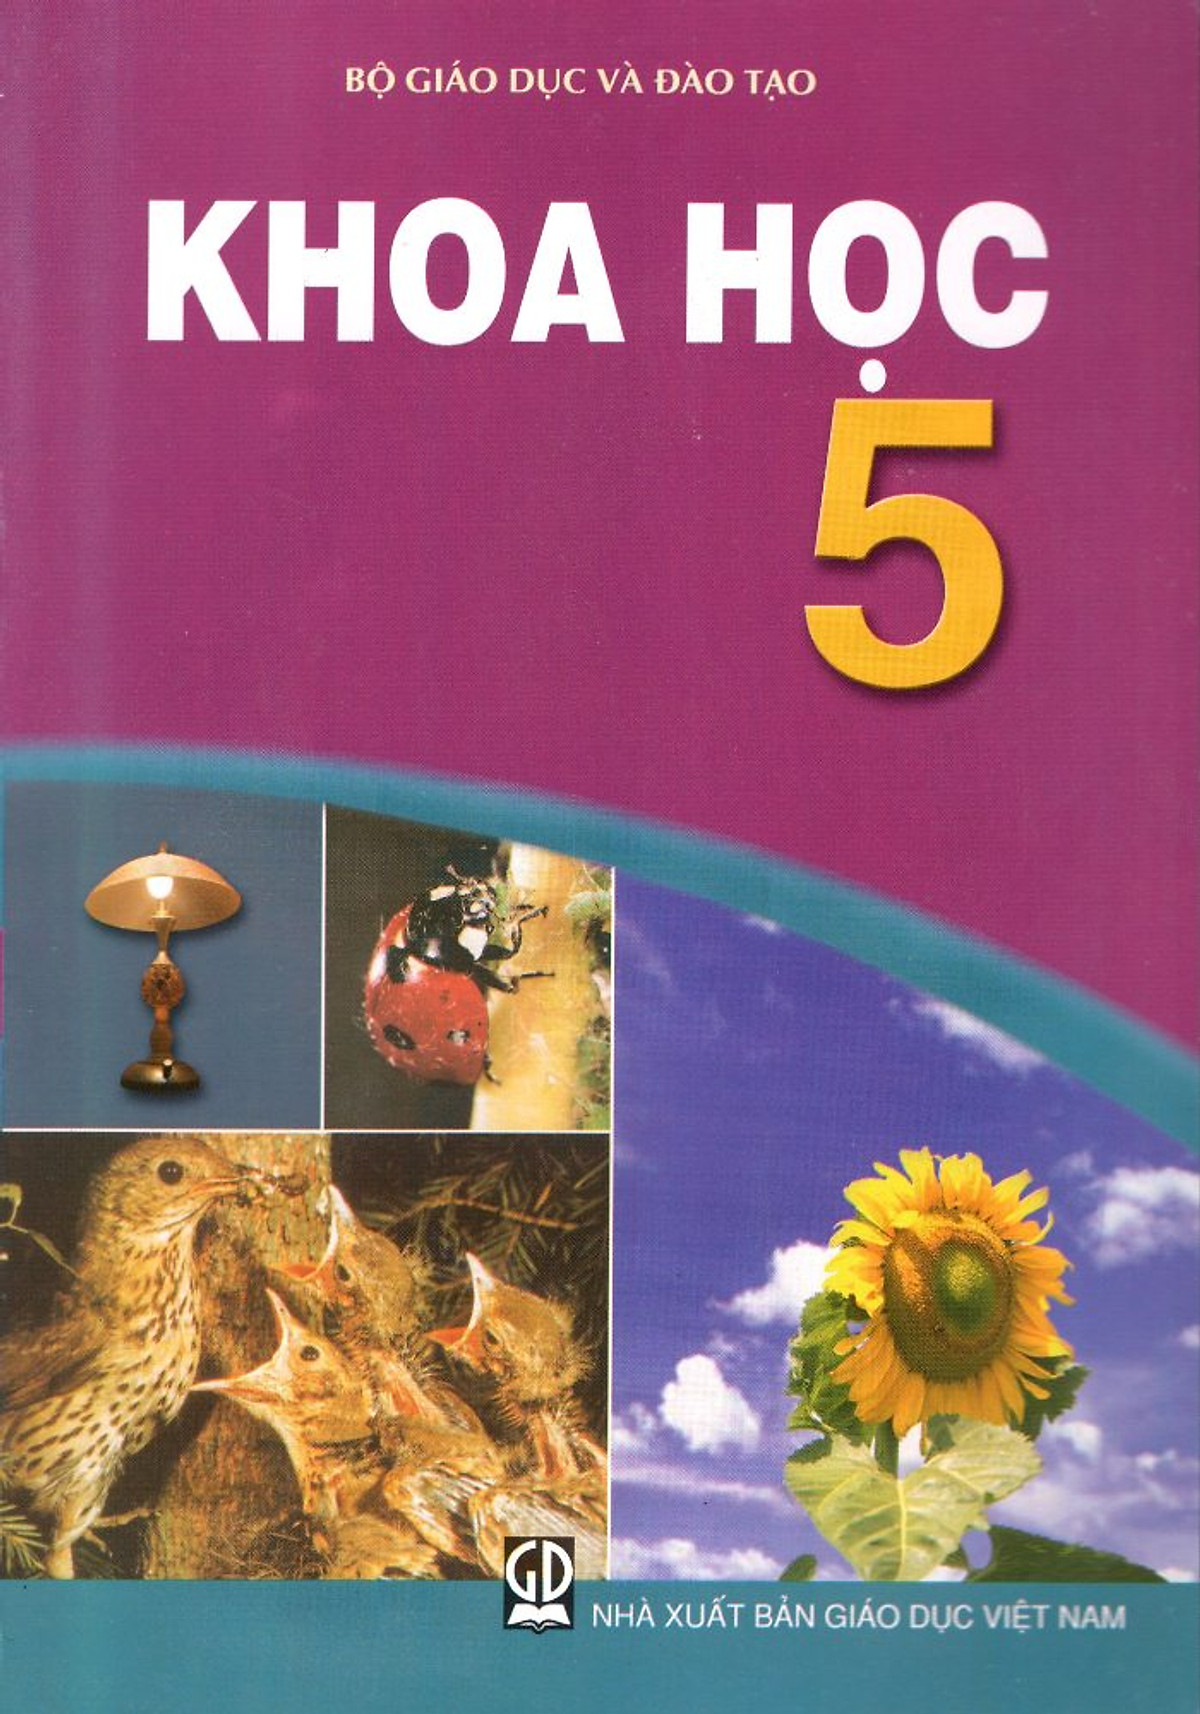 BỘ GIÁO DỤC VÀ ĐÀO TẠO
KHOA HỌC
5
GD
NHÀ XUẤT BẢN GIÁO DỤC VIỆT NAM